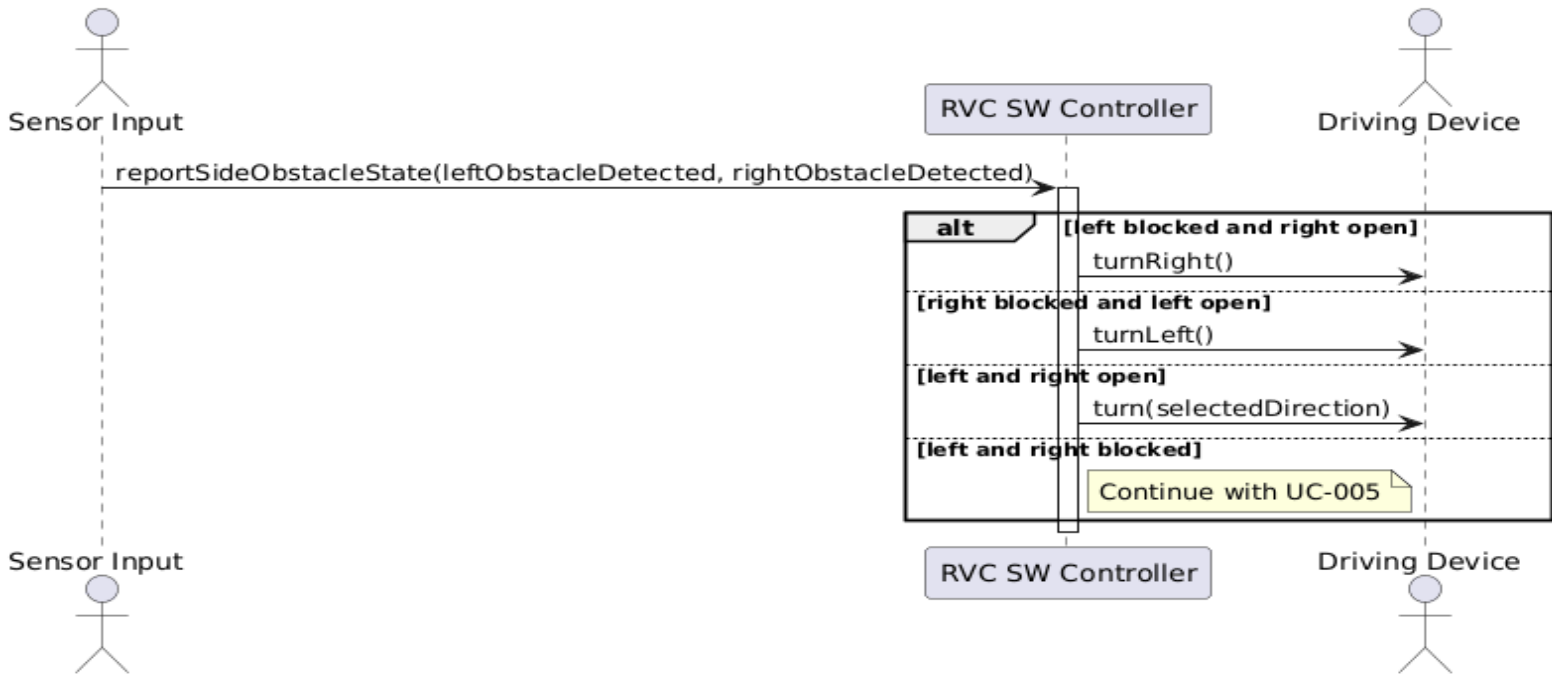 Sensor Input
RVC SW Controller
Driving Device
reportSideObstacleState(leftObstacleDetected, rightObstacleDetected)
alt
[left blocked and right open]
turnRight()
[right blocked and left open]
turnLeft()
[left and right open]
turn(selectedDirection)
[left and right blocked]
Continue with UC-005
Sensor Input
RVC SW Controller
Driving Device